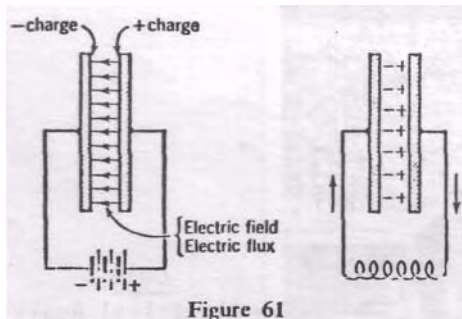 −charge +charge
Electric field
Electric flux
− +
− +
− +
− +
− +
− +
− +
− +
Figure 61